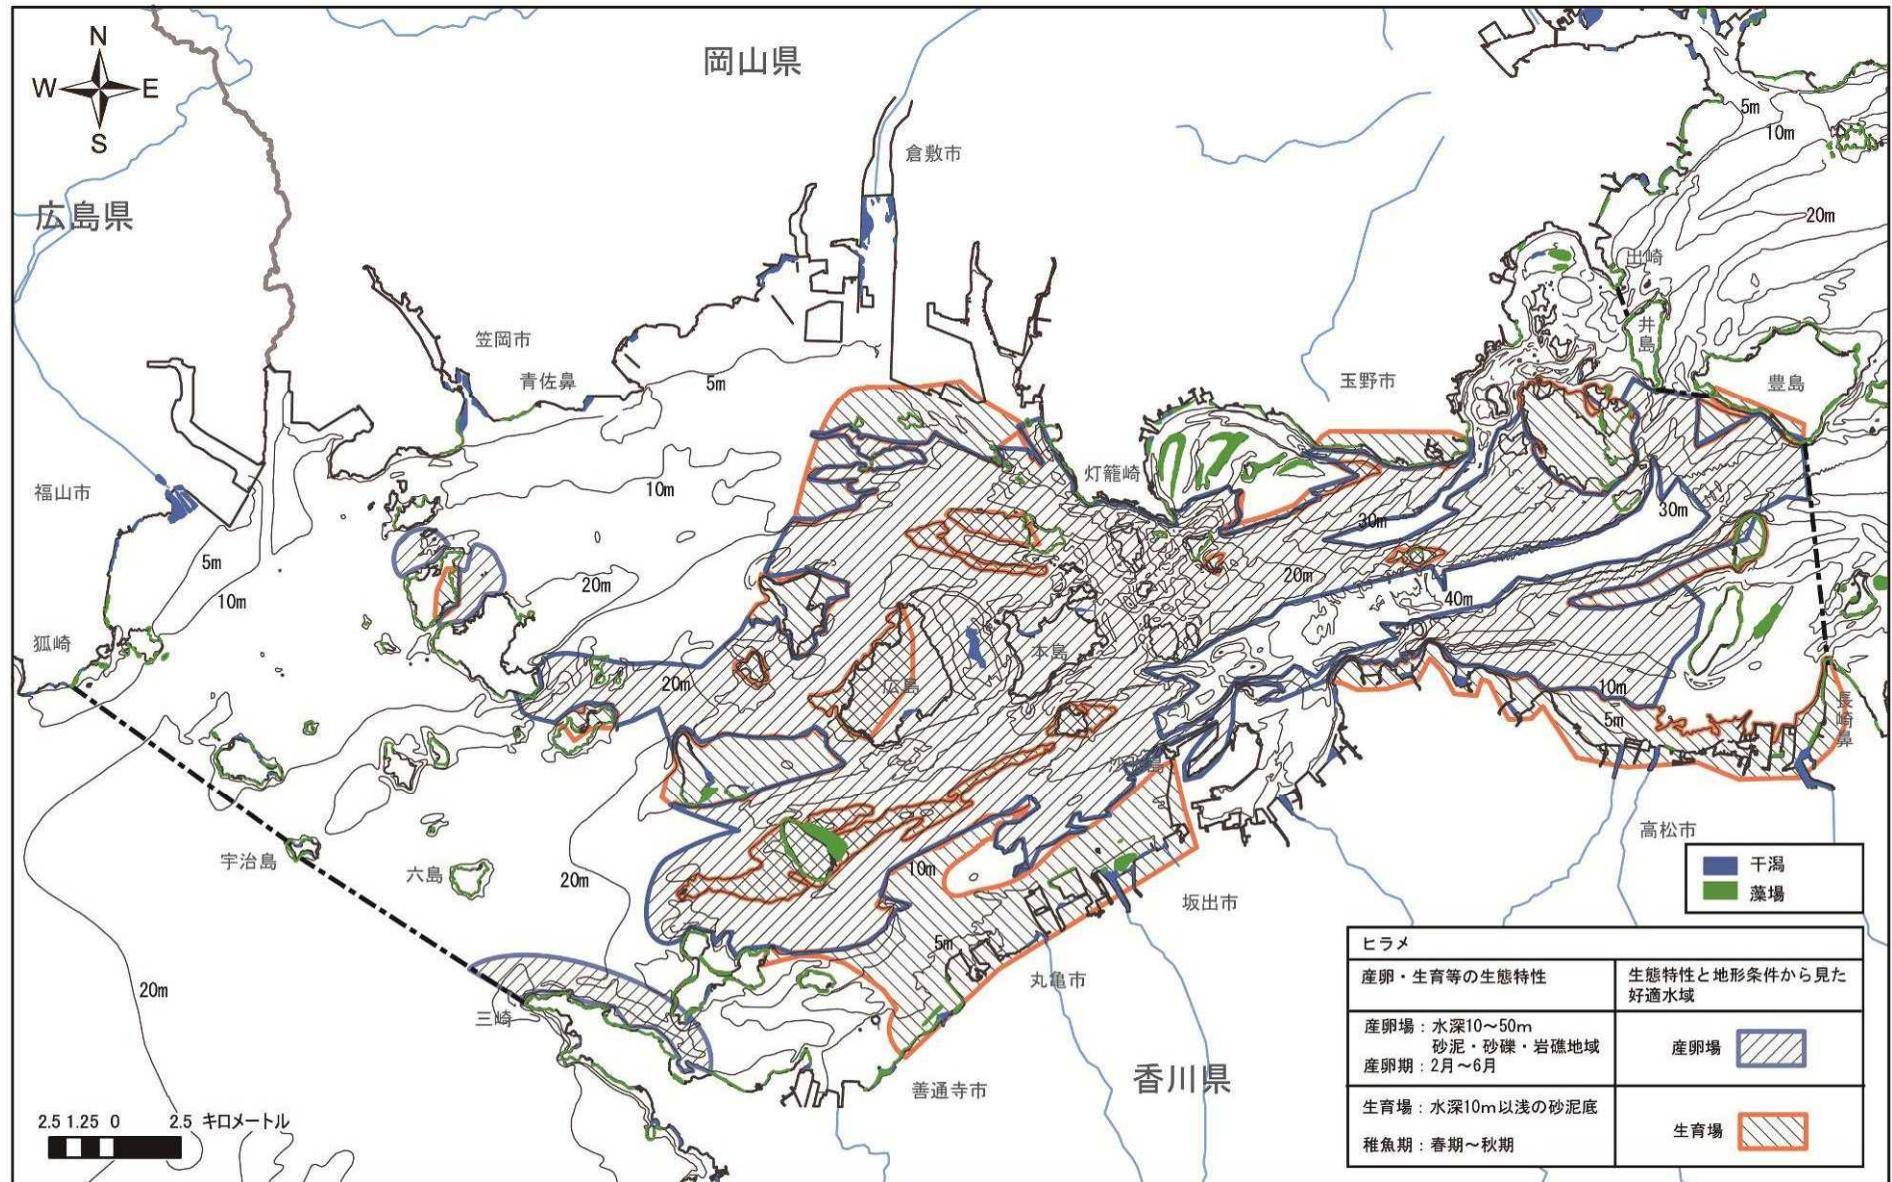 N
W E
S
岡山県
広島県
倉敷市
5m
10m
20m
出崎
井島
豊島
笠岡市
青佐鼻
5m
玉野市
福山市
10m
灯籠崎
30m
30m
5m
10m
20m
20m
40m
狐崎
本島
広島
20m
10m
5m
長崎鼻
沙弥島
高松市
宇治島
六島
20m
10m
坂出市
5m
丸亀市
20m
三崎
善通寺市
香川県
干潟
藻場
ヒラメ
産卵・生育等の生態特性
生態特性と地形条件から見た
好適水域
産卵場：水深10～50m
砂泥・砂礫・岩礁地域
産卵期：2月～6月
産卵場
生育場：水深10m以浅の砂泥底
稚魚期：春期～秋期
生育場
2.5 1.25 0 2.5 キロメートル